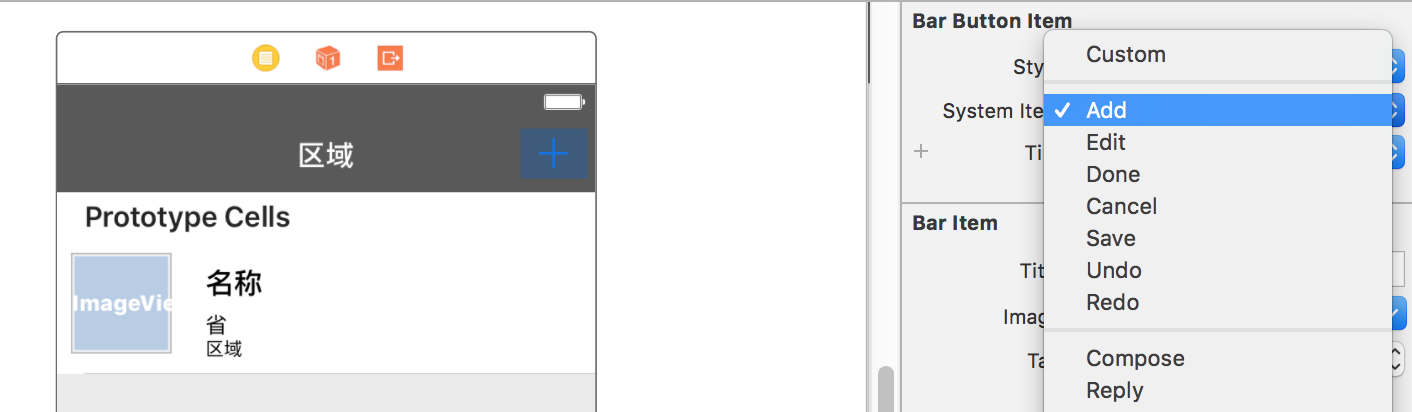 区域
Prototype Cells
ImageVie
名称
省
区域
Bar Button Item
Sty
System Ite
Ti
Custom
Add
Edit
Done
Cancel
Save
Undo
Redo
Compose
Reply
Bar Item
Tit
Imag
Ta